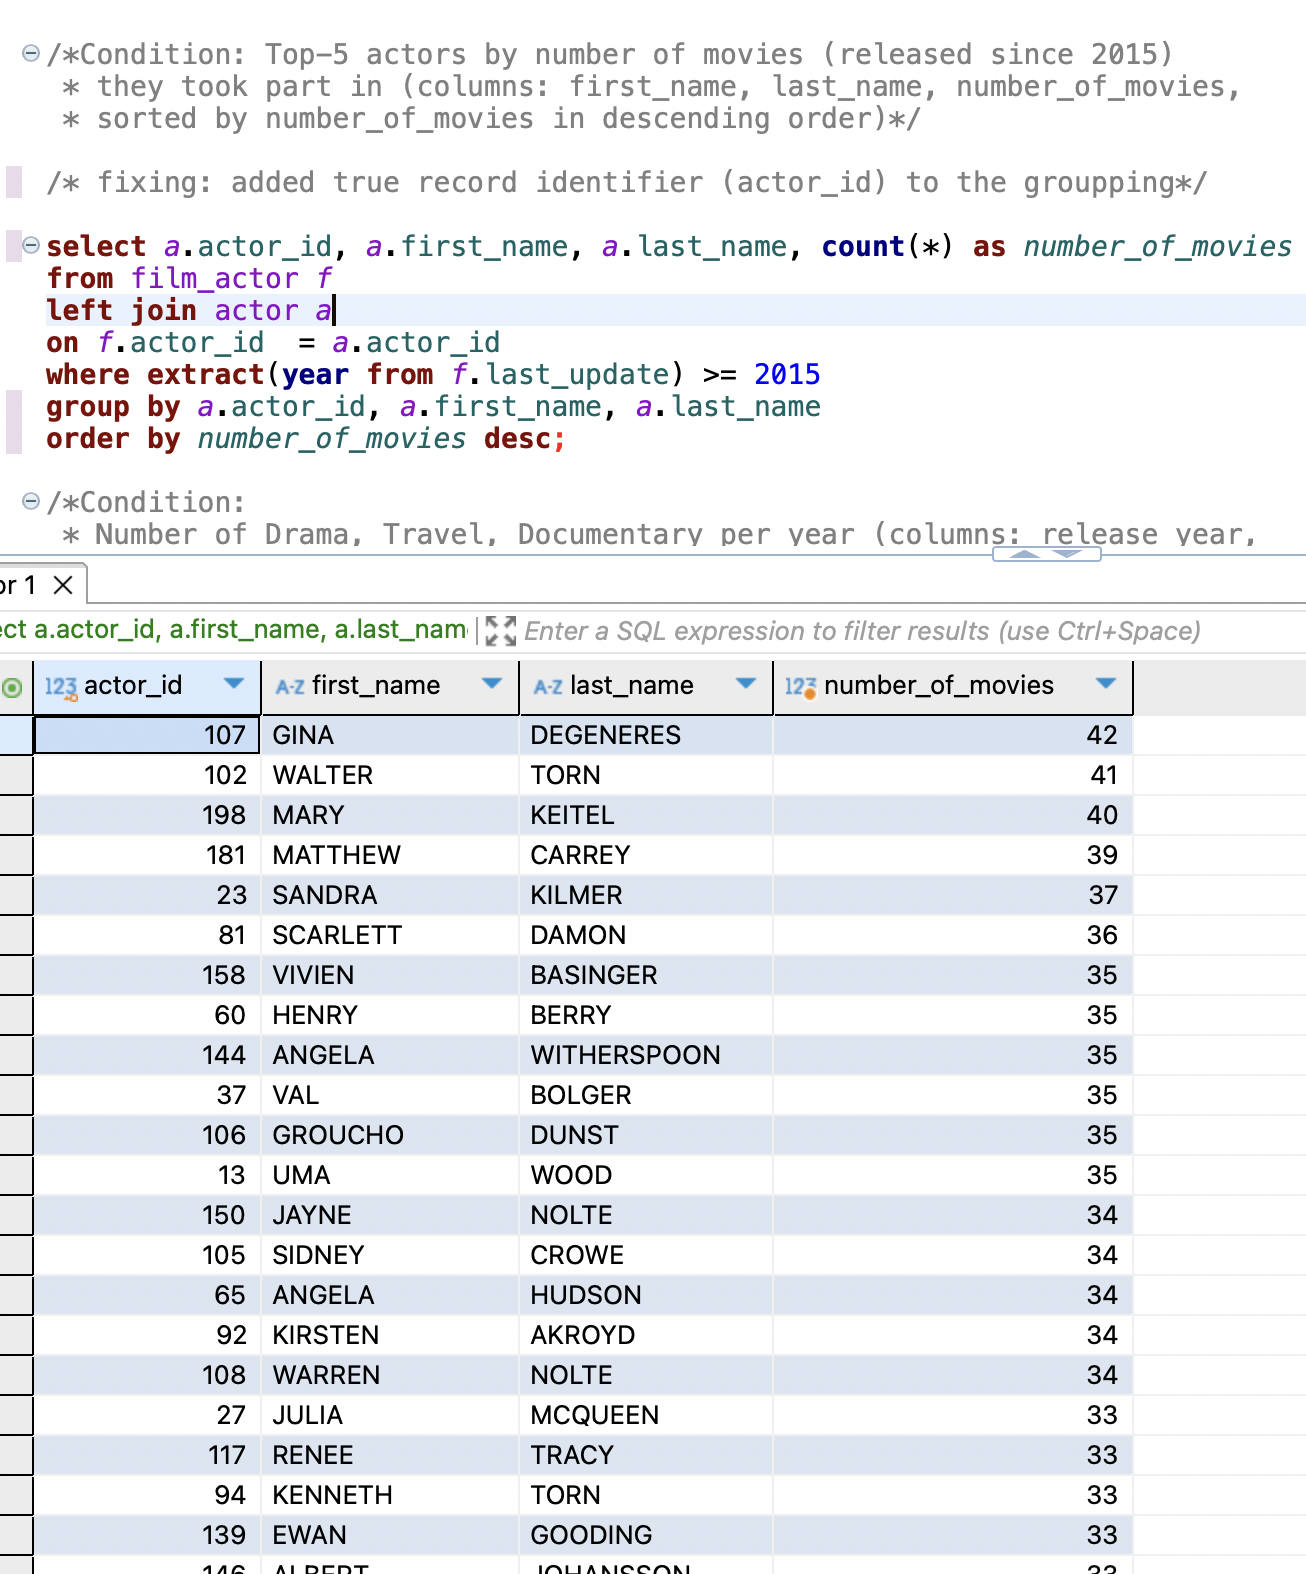 /*Condition: Top-5 actors by number of movies (released since 2015)
* they took part in (columns: first_name, last_name, number_of_movies,
* sorted by number_of_movies in descending order)*/
/* fixing: added true record identifier (actor_id) to the groupping*/
select a.actor_id, a.first_name, a.last_name, count(*) as number_of_movies
from film_actor f
left join actor a
on f.actor_id  = a.actor_id
where extract(year from f.last_update) >= 2015
group by a.actor_id, a.first_name, a.last_name
order by number_of_movies desc;
/*Condition:
* Number of Drama, Travel, Documentary per year (columns: release_year,
or 1
ect a.actor_id, a.first_name, a.last_nam Enter a SQL expression to filter results (use Ctrl+Space)
123 actor_id A-Z first_name A-Z last_name 123 number_of_movies
107 GINA DEGENERES 42
102 WALTER TORN 41
198 MARY KEITEL 40
181 MATTHEW CARREY 39
23 SANDRA KILMER 37
81 SCARLETT DAMON 36
158 VIVIEN BASINGER 35
60 HENRY BERRY 35
144 ANGELA WITHERSPOON 35
37 VAL BOLGER 35
106 GROUCHO DUNST 35
13 UMA WOOD 35
150 JAYNE NOLTE 34
105 SIDNEY CROWE 34
65 ANGELA HUDSON 34
92 KIRSTEN AKROYD 34
108 WARREN NOLTE 34
27 JULIA MCQUEEN 33
117 RENEE TRACY 33
94 KENNETH TORN 33
139 EWAN GOODING 33
146 ALBERT JOHANSSON 33